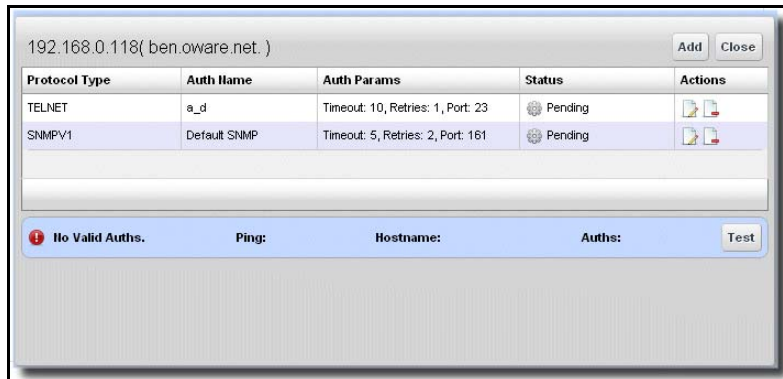 192.168.0.118( ben.oware.net. ) Add Close
Protocol Type Auth Name Auth Params Status Actions
TELNET a_d Timeout: 10, Retries: 1, Port: 23 Pending
SNMPV1 Default SNMP Timeout: 5, Retries: 2, Port: 161 Pending
No Valid Auths. Ping: Hostname: Auths: Test